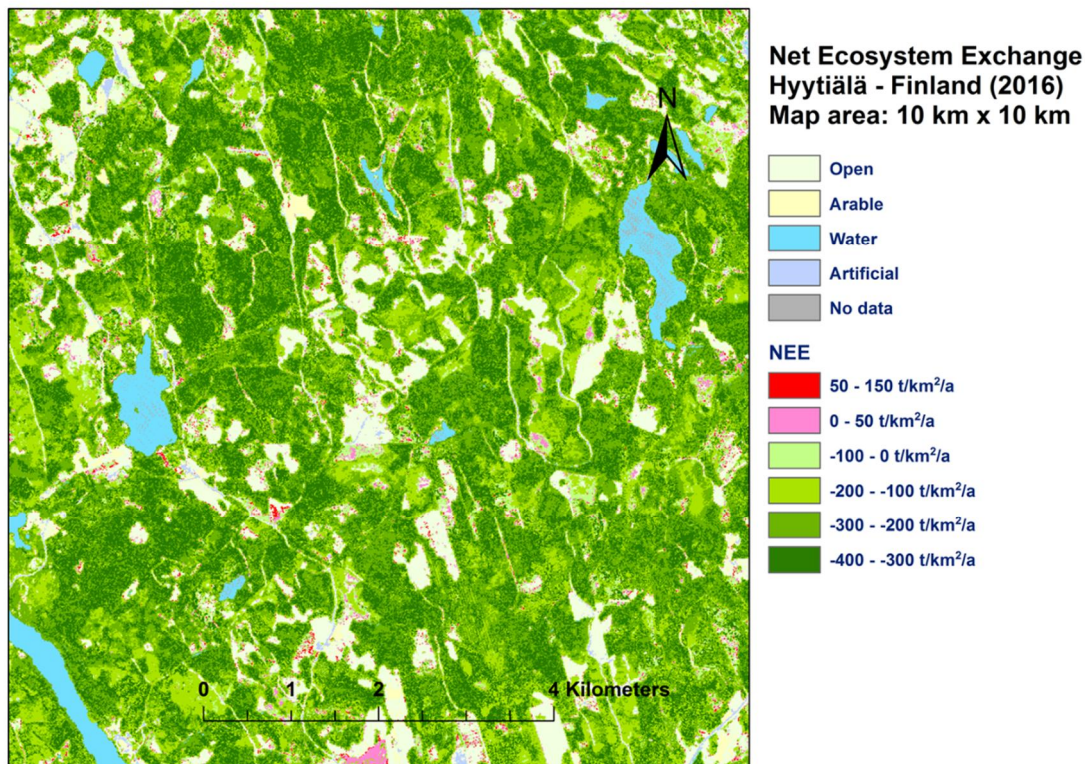 Net Ecosystem Exchange
Hyytiälä - Finland (2016)
Map area: 10 km x 10 km
N
Open
Arable
Water
Artificial
No data
NEE
50 - 150 t/km²/a
0 - 50 t/km²/a
-100 - 0 t/km²/a
-200 - -100 t/km²/a
-300 - -200 t/km²/a
-400 - -300 t/km²/a
0 1 2 4 Kilometers